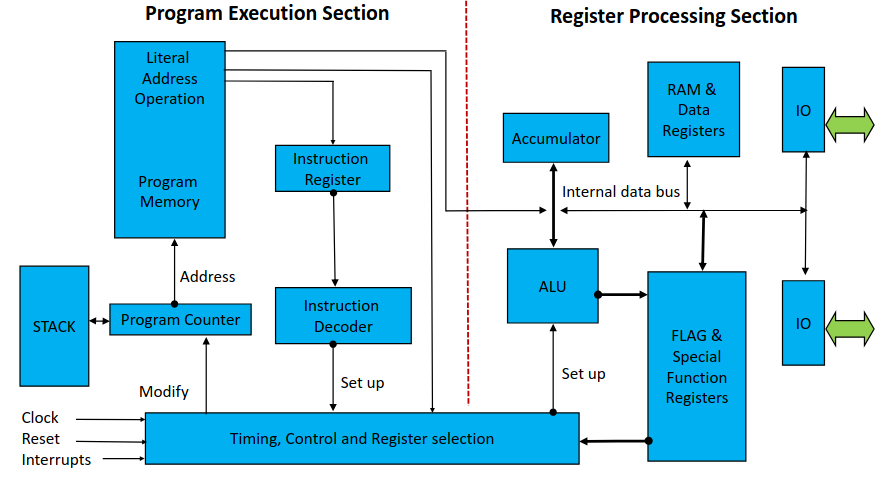 Program Execution Section
Register Processing Section
Literal
Address
Operation
Program
Memory
Instruction
Register
Accumulator
RAM &
Data
Registers
IO
Internal data bus
Address
STACK
Program Counter
Instruction
Decoder
ALU
IO
FLAG &
Special
Function
Registers
Modify
Set up
Set up
Clock
Reset
Interrupts
Timing, Control and Register selection